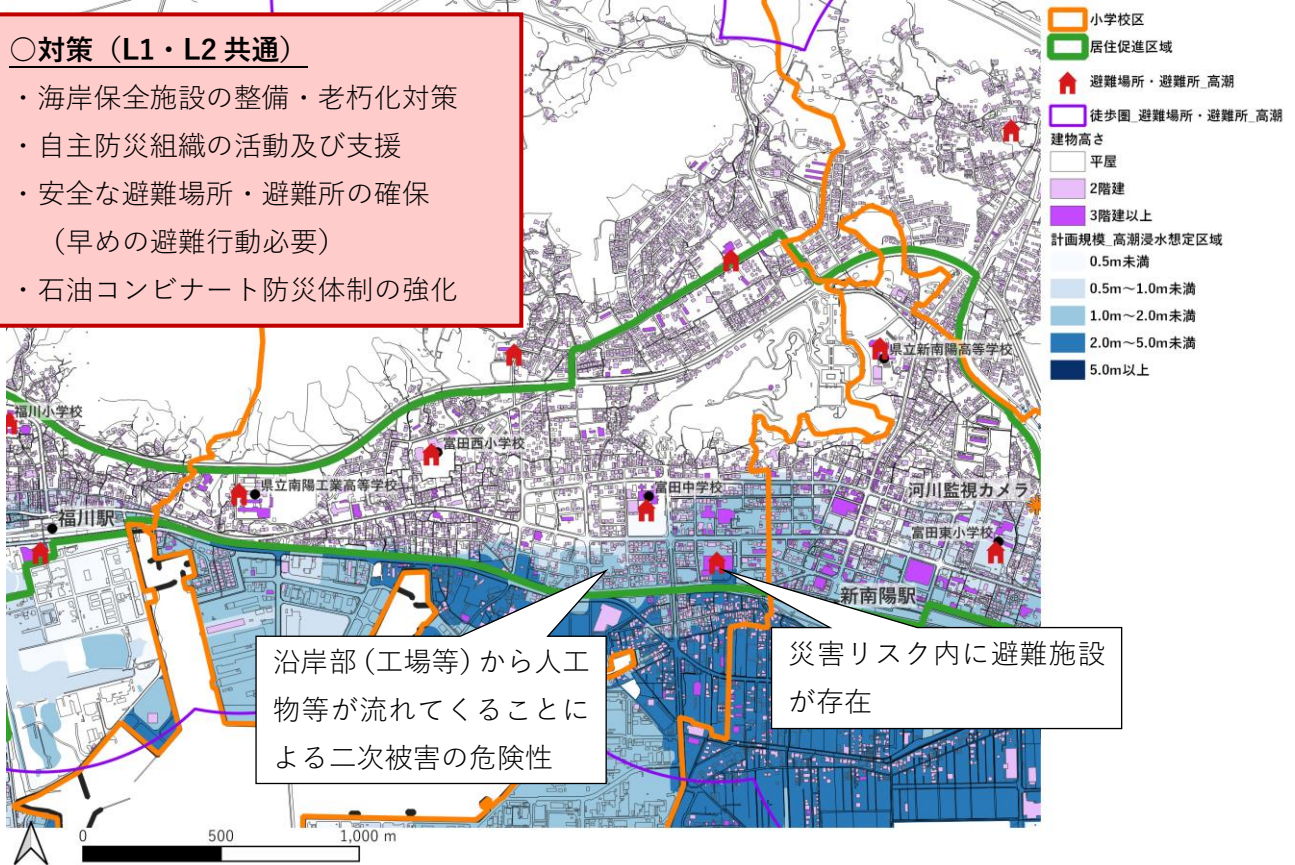 ○対策（L1・L2 共通）
・海岸保全施設の整備・老朽化対策
・自主防災組織の活動及び支援
・安全な避難場所・避難所の確保
（早めの避難行動必要）
・石油コンビナート防災体制の強化
小学校区
居住促進区域
避難場所・避難所_高潮
徒歩圏_避難場所・避難所_高潮
建物高さ
平屋
2階建
3階建以上
計画規模_高潮浸水想定区域
0.5m未満
0.5m～1.0m未満
1.0m～2.0m未満
2.0m～5.0m未満
5.0m以上
県立新南陽高等学校
福川小学校
富田西小学校
県立南陽工業高等学校
富田中学校
河川監視カメラ
福川駅
富田東小学校
新南陽駅
沿岸部(工場等)から人工
物等が流れてくることに
よる二次被害の危険性
災害リスク内に避難施設
が存在
0 500 1,000 m